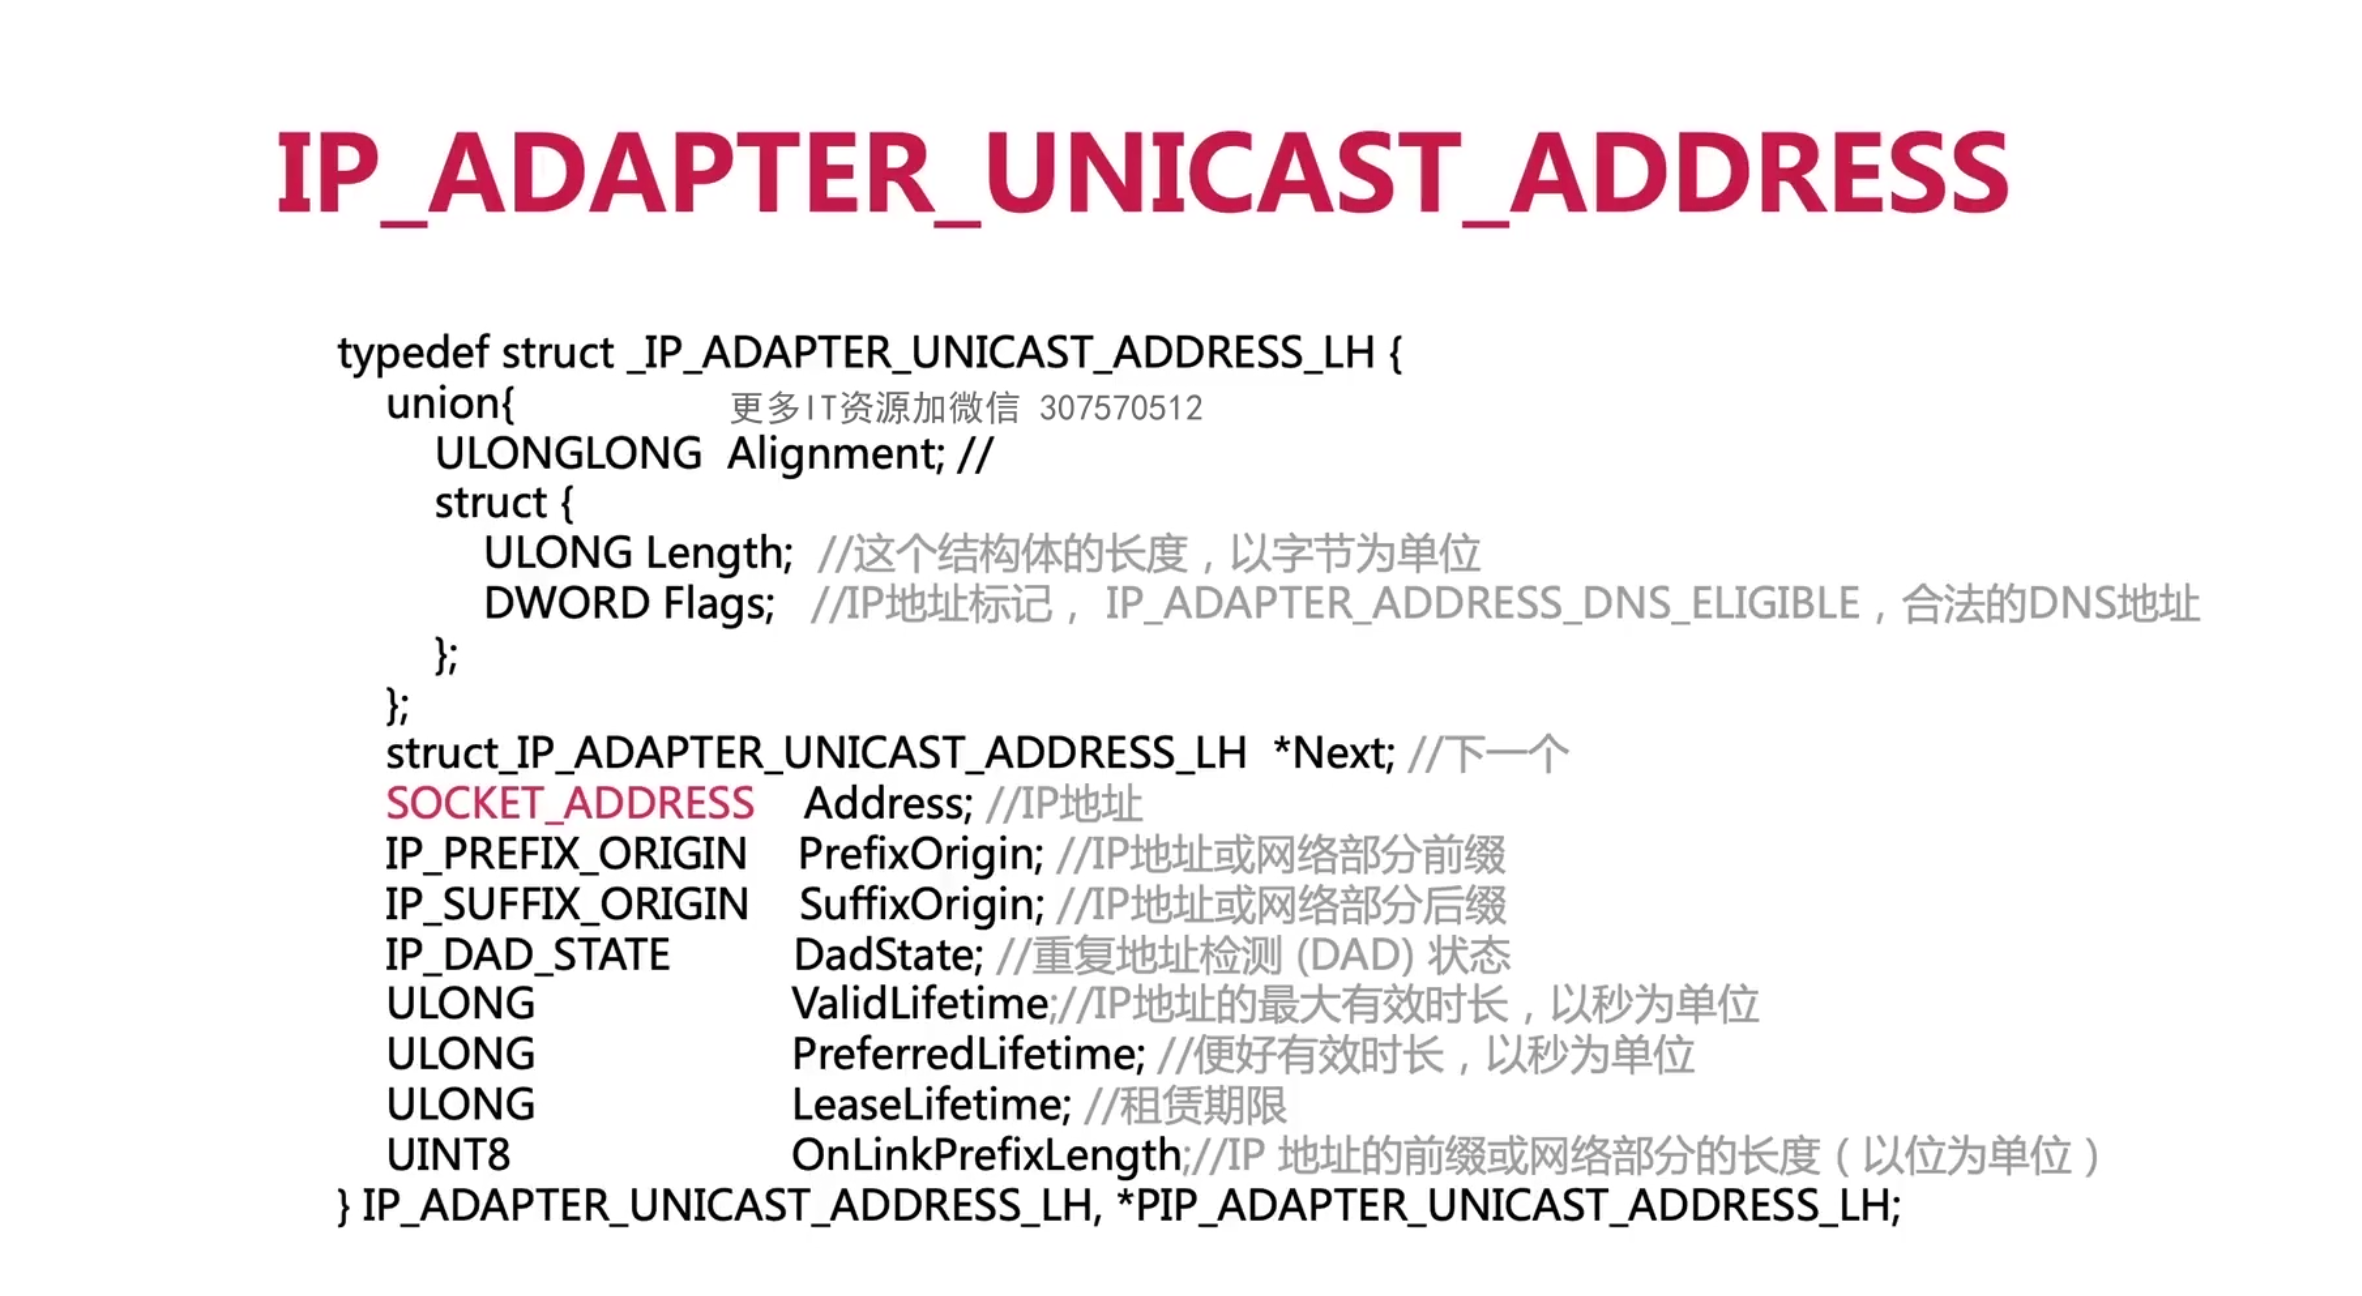 IP_ADAPTER_UNICAST_ADDRESS
typedef struct _IP_ADAPTER_UNICAST_ADDRESS_LH {
union{
更多IT资源加微信 307570512
ULONGLONG Alignment; //
struct {
ULONG Length; //这个结构体的长度，以字节为单位
DWORD Flags; //IP地址标记， IP_ADAPTER_ADDRESS_DNS_ELIGIBLE，合法的DNS地址
};
};
struct_IP_ADAPTER_UNICAST_ADDRESS_LH *Next; //下一个
SOCKET_ADDRESS Address; //IP地址
IP_PREFIX_ORIGIN PrefixOrigin; //IP地址或网络部分前缀
IP_SUFFIX_ORIGIN SuffixOrigin; //IP地址或网络部分后缀
IP_DAD_STATE DadState; //重复地址检测 (DAD) 状态
ULONG ValidLifetime;//IP地址的最大有效时长，以秒为单位
ULONG PreferredLifetime; //便好有效时长，以秒为单位
ULONG LeaseLifetime; //租赁期限
UINT8 OnLinkPrefixLength;//IP 地址的前缀或网络部分的长度（以位为单位）
} IP_ADAPTER_UNICAST_ADDRESS_LH, *PIP_ADAPTER_UNICAST_ADDRESS_LH;